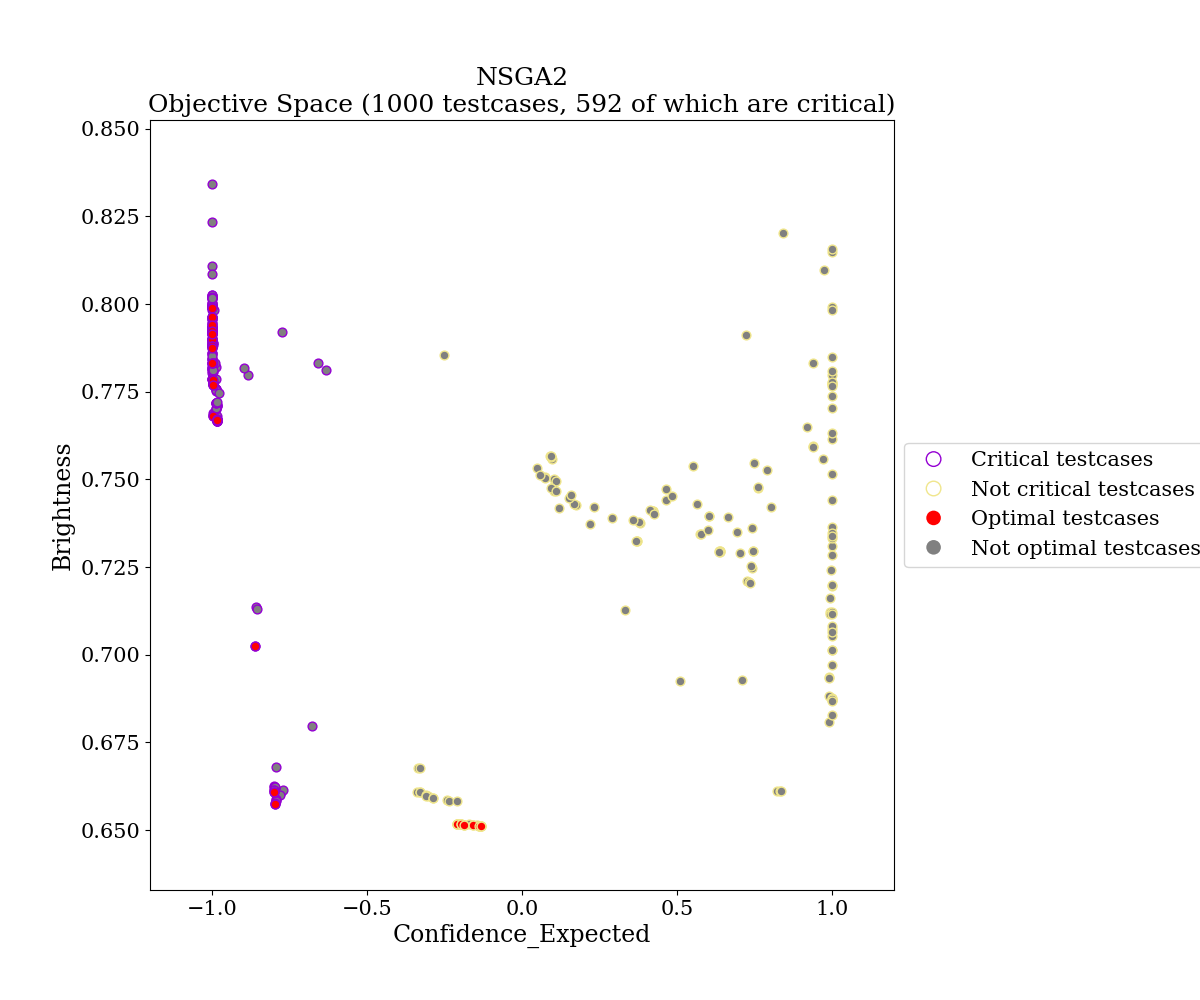 NSGA2
Objective Space (1000 testcases, 592 of which are critical)
0.850
0.825
0.800
0.775
0.750
0.725
0.700
0.675
0.650
Brightness
−1.0
−0.5
0.0
0.5
1.0
Confidence_Expected
Critical testcases
Not critical testcases
Optimal testcases
Not optimal testcases